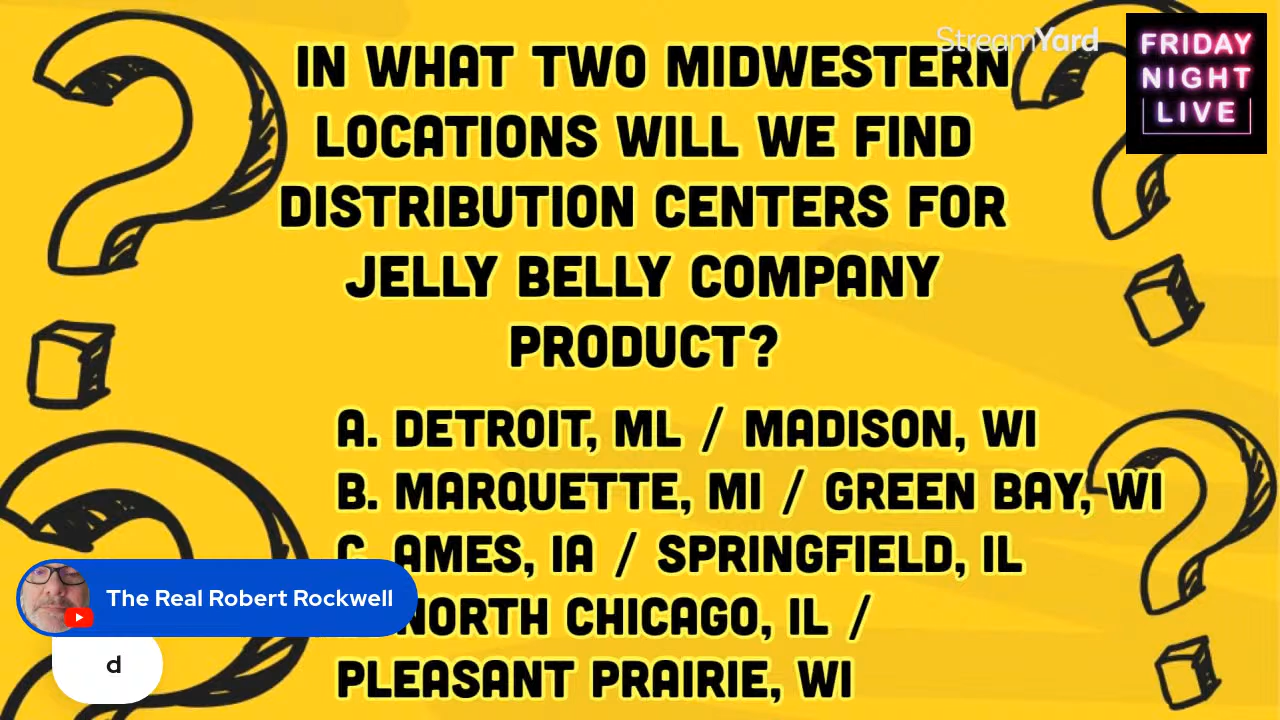 StreamYard
FRIDAY
NIGHT
LIVE
IN WHAT TWO MIDWESTERN
LOCATIONS WILL WE FIND
DISTRIBUTION CENTERS FOR
JELLY BELLY COMPANY
PRODUCT?
A. DETROIT, ML / MADISON, WI
B. MARQUETTE, MI / GREEN BAY, WI
C. AMES, IA / SPRINGFIELD, IL
NORTH CHICAGO, IL /
PLEASANT PRAIRIE, WI
The Real Robert Rockwell
d